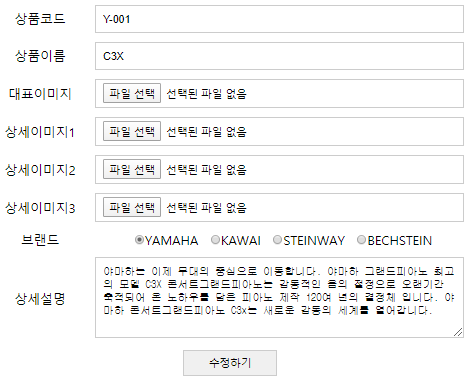 상품코드 Y-001
상품이름 C3X
대표이미지 파일 선택 선택된 파일 없음
상세이미지1 파일 선택 선택된 파일 없음
상세이미지2 파일 선택 선택된 파일 없음
상세이미지3 파일 선택 선택된 파일 없음
브랜드 YAMAHA KAWAI STEINWAY BECHSTEIN
상세설명
야마하는 이제 무대의 중심으로 이동합니다. 야마하 그랜드피아노 최고
의 모델 C3X 콘서트그랜드피아노는 감동적인 음의 절정으로 오랜기간
축적되어 온 노하우를 담은 피아노 제작 120여 년의 결정체 입니다. 야
마하 콘서트그랜드피아노 C3x는 새로운 감동의 세계를 열어갑니다.
수정하기